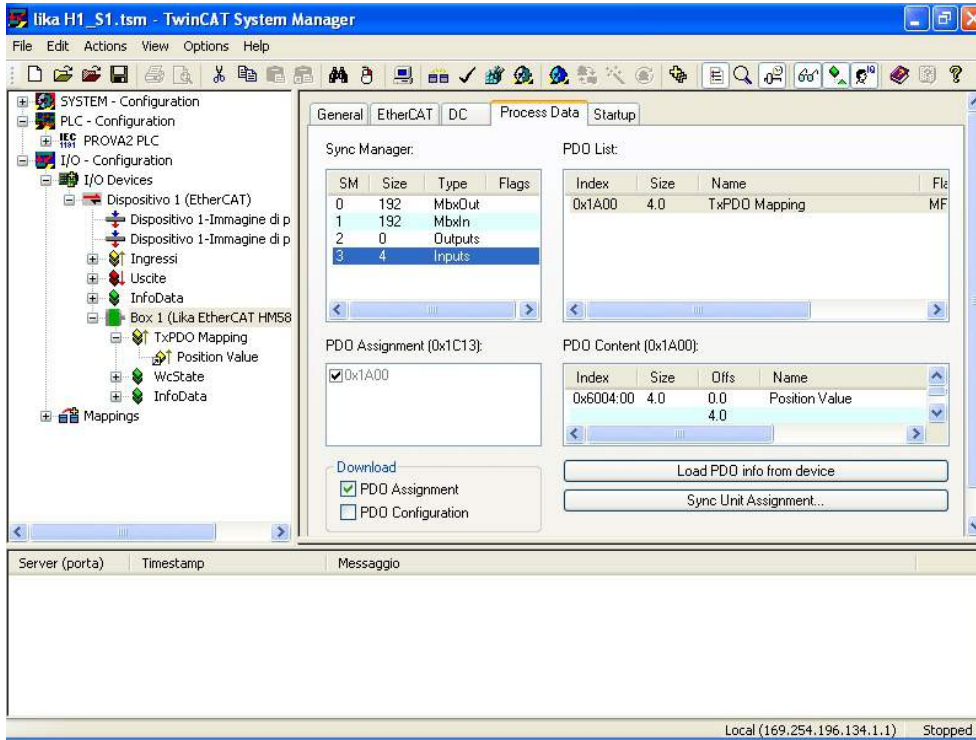 lika H1_S1.tsm - TwinCAT System Manager
File Edit Actions View Options Help
SYSTEM - Configuration
PLC - Configuration
IEC 1131 PROVA2 PLC
I/O - Configuration
I/O Devices
Dispositivo 1 (EtherCAT)
Dispositivo 1-Immagine di p
Dispositivo 1-Immagine di p
Ingressi
Uscite
InfoData
Box 1 (Lika EtherCAT HM58
TxPDO Mapping
Position Value
WcState
InfoData
Mappings
General EtherCAT DC Process Data Startup
Sync Manager:
SM Size Type Flags
0 192 MbxOut
1 192 MbxIn
2 0 Outputs
3 4 Inputs
PDO List:
Index Size Name Fla
0x1A00 4.0 TxPDO Mapping MF
PDO Assignment (0x1C13):
0x1A00
PDO Content (0x1A00):
Index Size Offs Name
0x6004:00 4.0 0.0 Position Value
4.0
Download
PDO Assignment
PDO Configuration
Load PDO info from device
Sync Unit Assignment...
Server (porta) Timestamp Messaggio
Local (169.254.196.134.1.1) Stopped